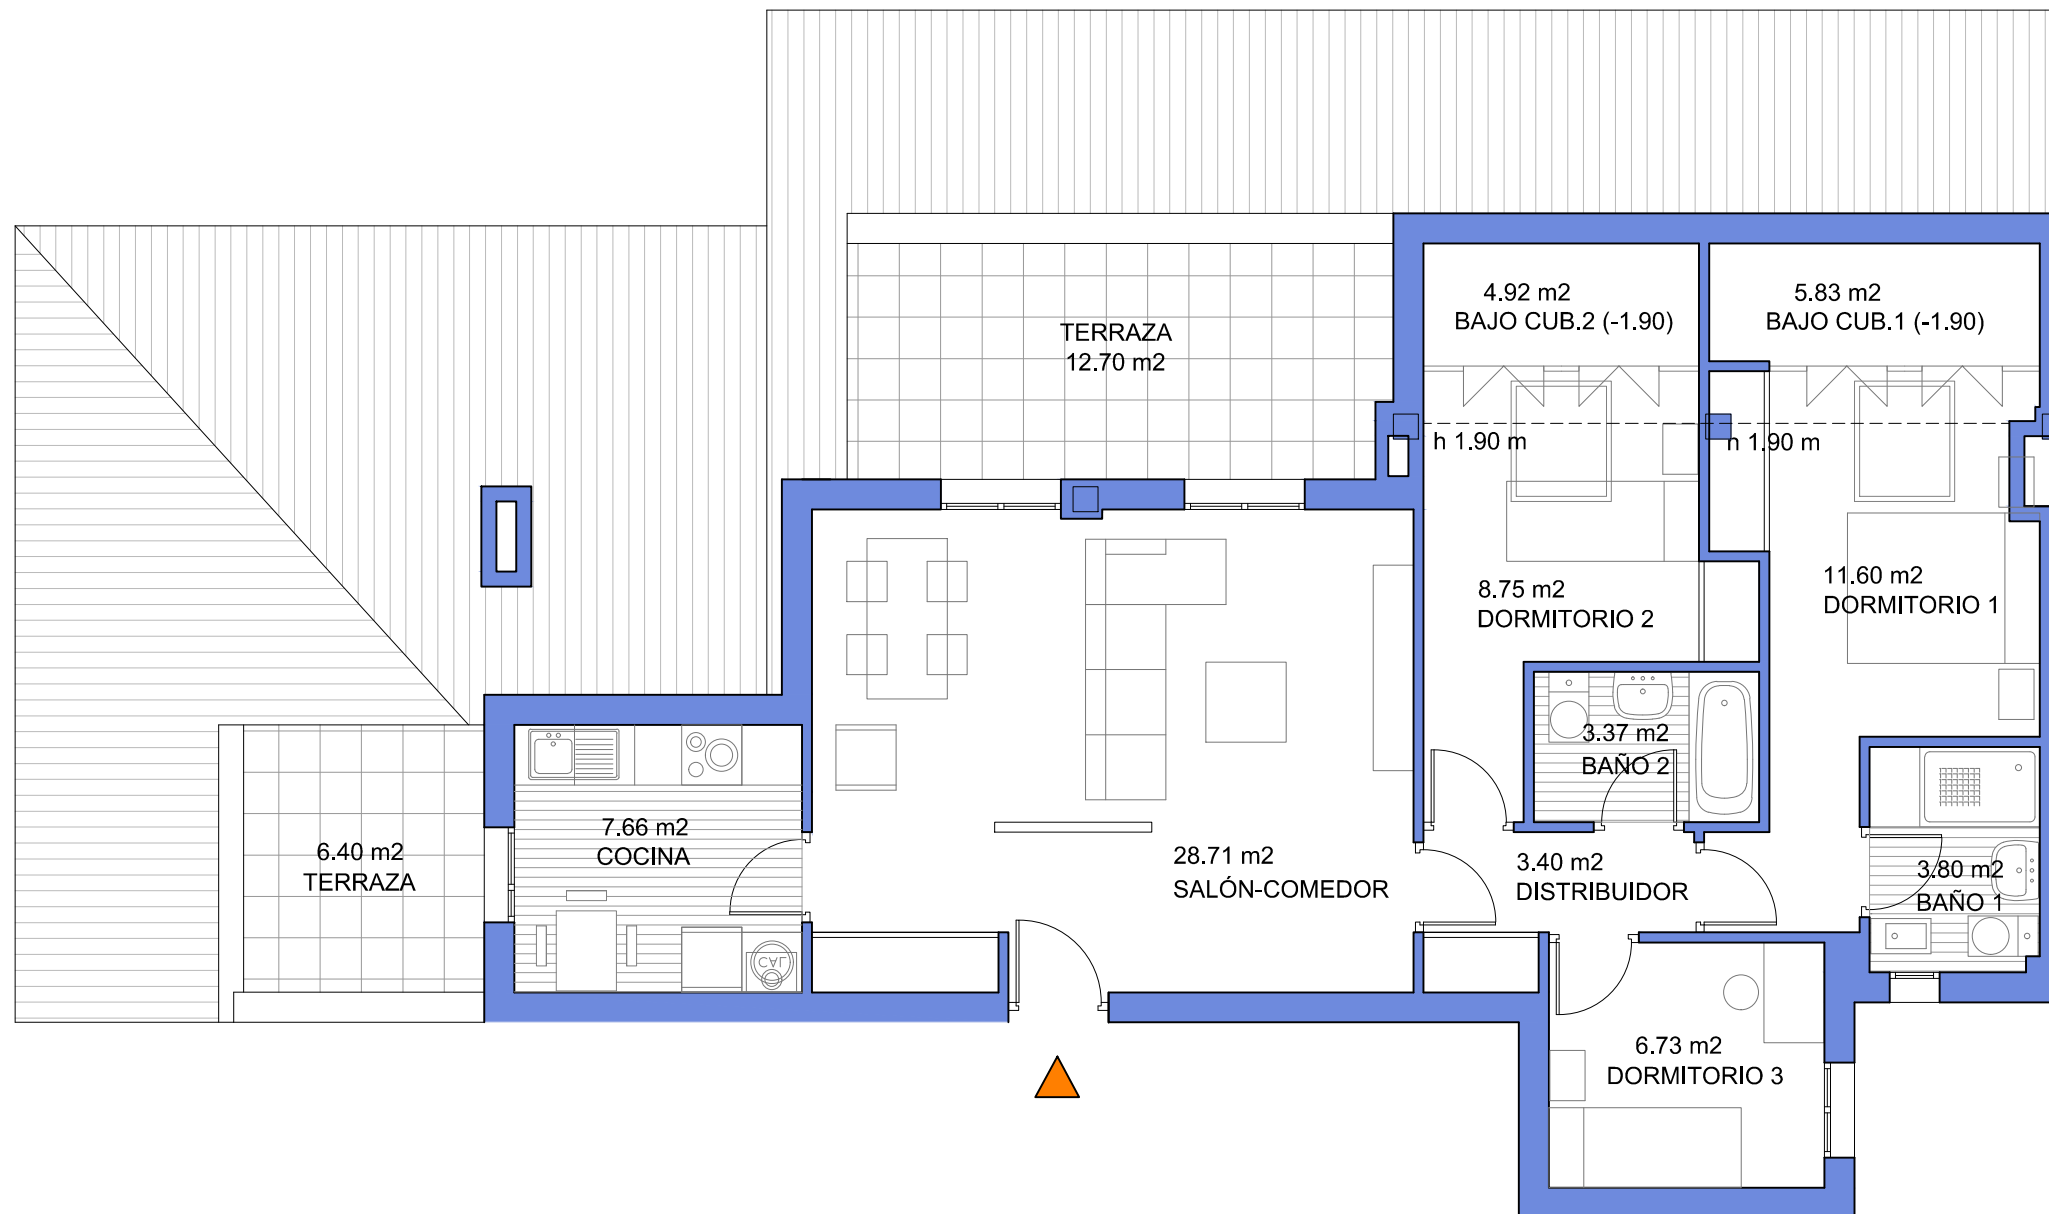 4.92 m2
BAJO CUB.2 (-1.90)
5.83 m2
BAJO CUB.1 (-1.90)
TERRAZA
12.70 m2
h 1.90 m
h 1.90 m
8.75 m2
DORMITORIO 2
11.60 m2
DORMITORIO 1
3.37 m2
BAÑO 2
7.66 m2
COCINA
6.40 m2
TERRAZA
28.71 m2
SALÓN-COMEDOR
3.40 m2
DISTRIBUIDOR
3.80 m2
BAÑO 1
CAL
6.73 m2
DORMITORIO 3